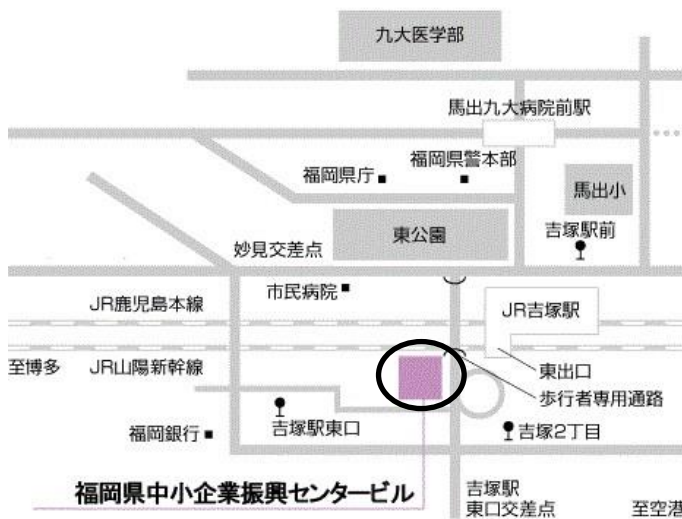 九大医学部
馬出九大病院前駅
福岡県警本部
福岡県庁
馬出小
東公園
吉塚駅前
妙見交差点
市民病院
JR鹿児島本線
JR吉塚駅
至博多
JR山陽新幹線
東出口
歩行者専用通路
吉塚駅東口
福岡銀行
吉塚2丁目
福岡県中小企業振興センタービル
吉塚駅
東口交差点
至空港